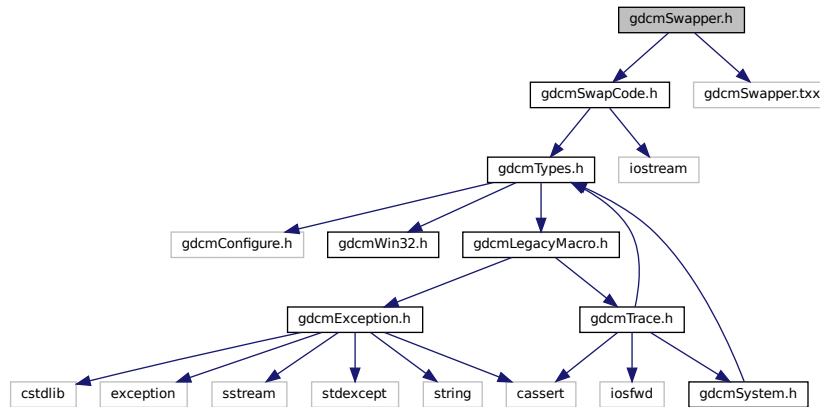 gdcmSwapper.h
gdcmSwapCode.h
gdcmSwapper.txx
gdcmTypes.h
iostream
gdcmConfigure.h
gdcmWin32.h
gdcmLegacyMacro.h
gdcmException.h
gdcmTrace.h
cstdlib
exception
sstream
stdexcept
string
cassert
iosfwd
gdcmSystem.h